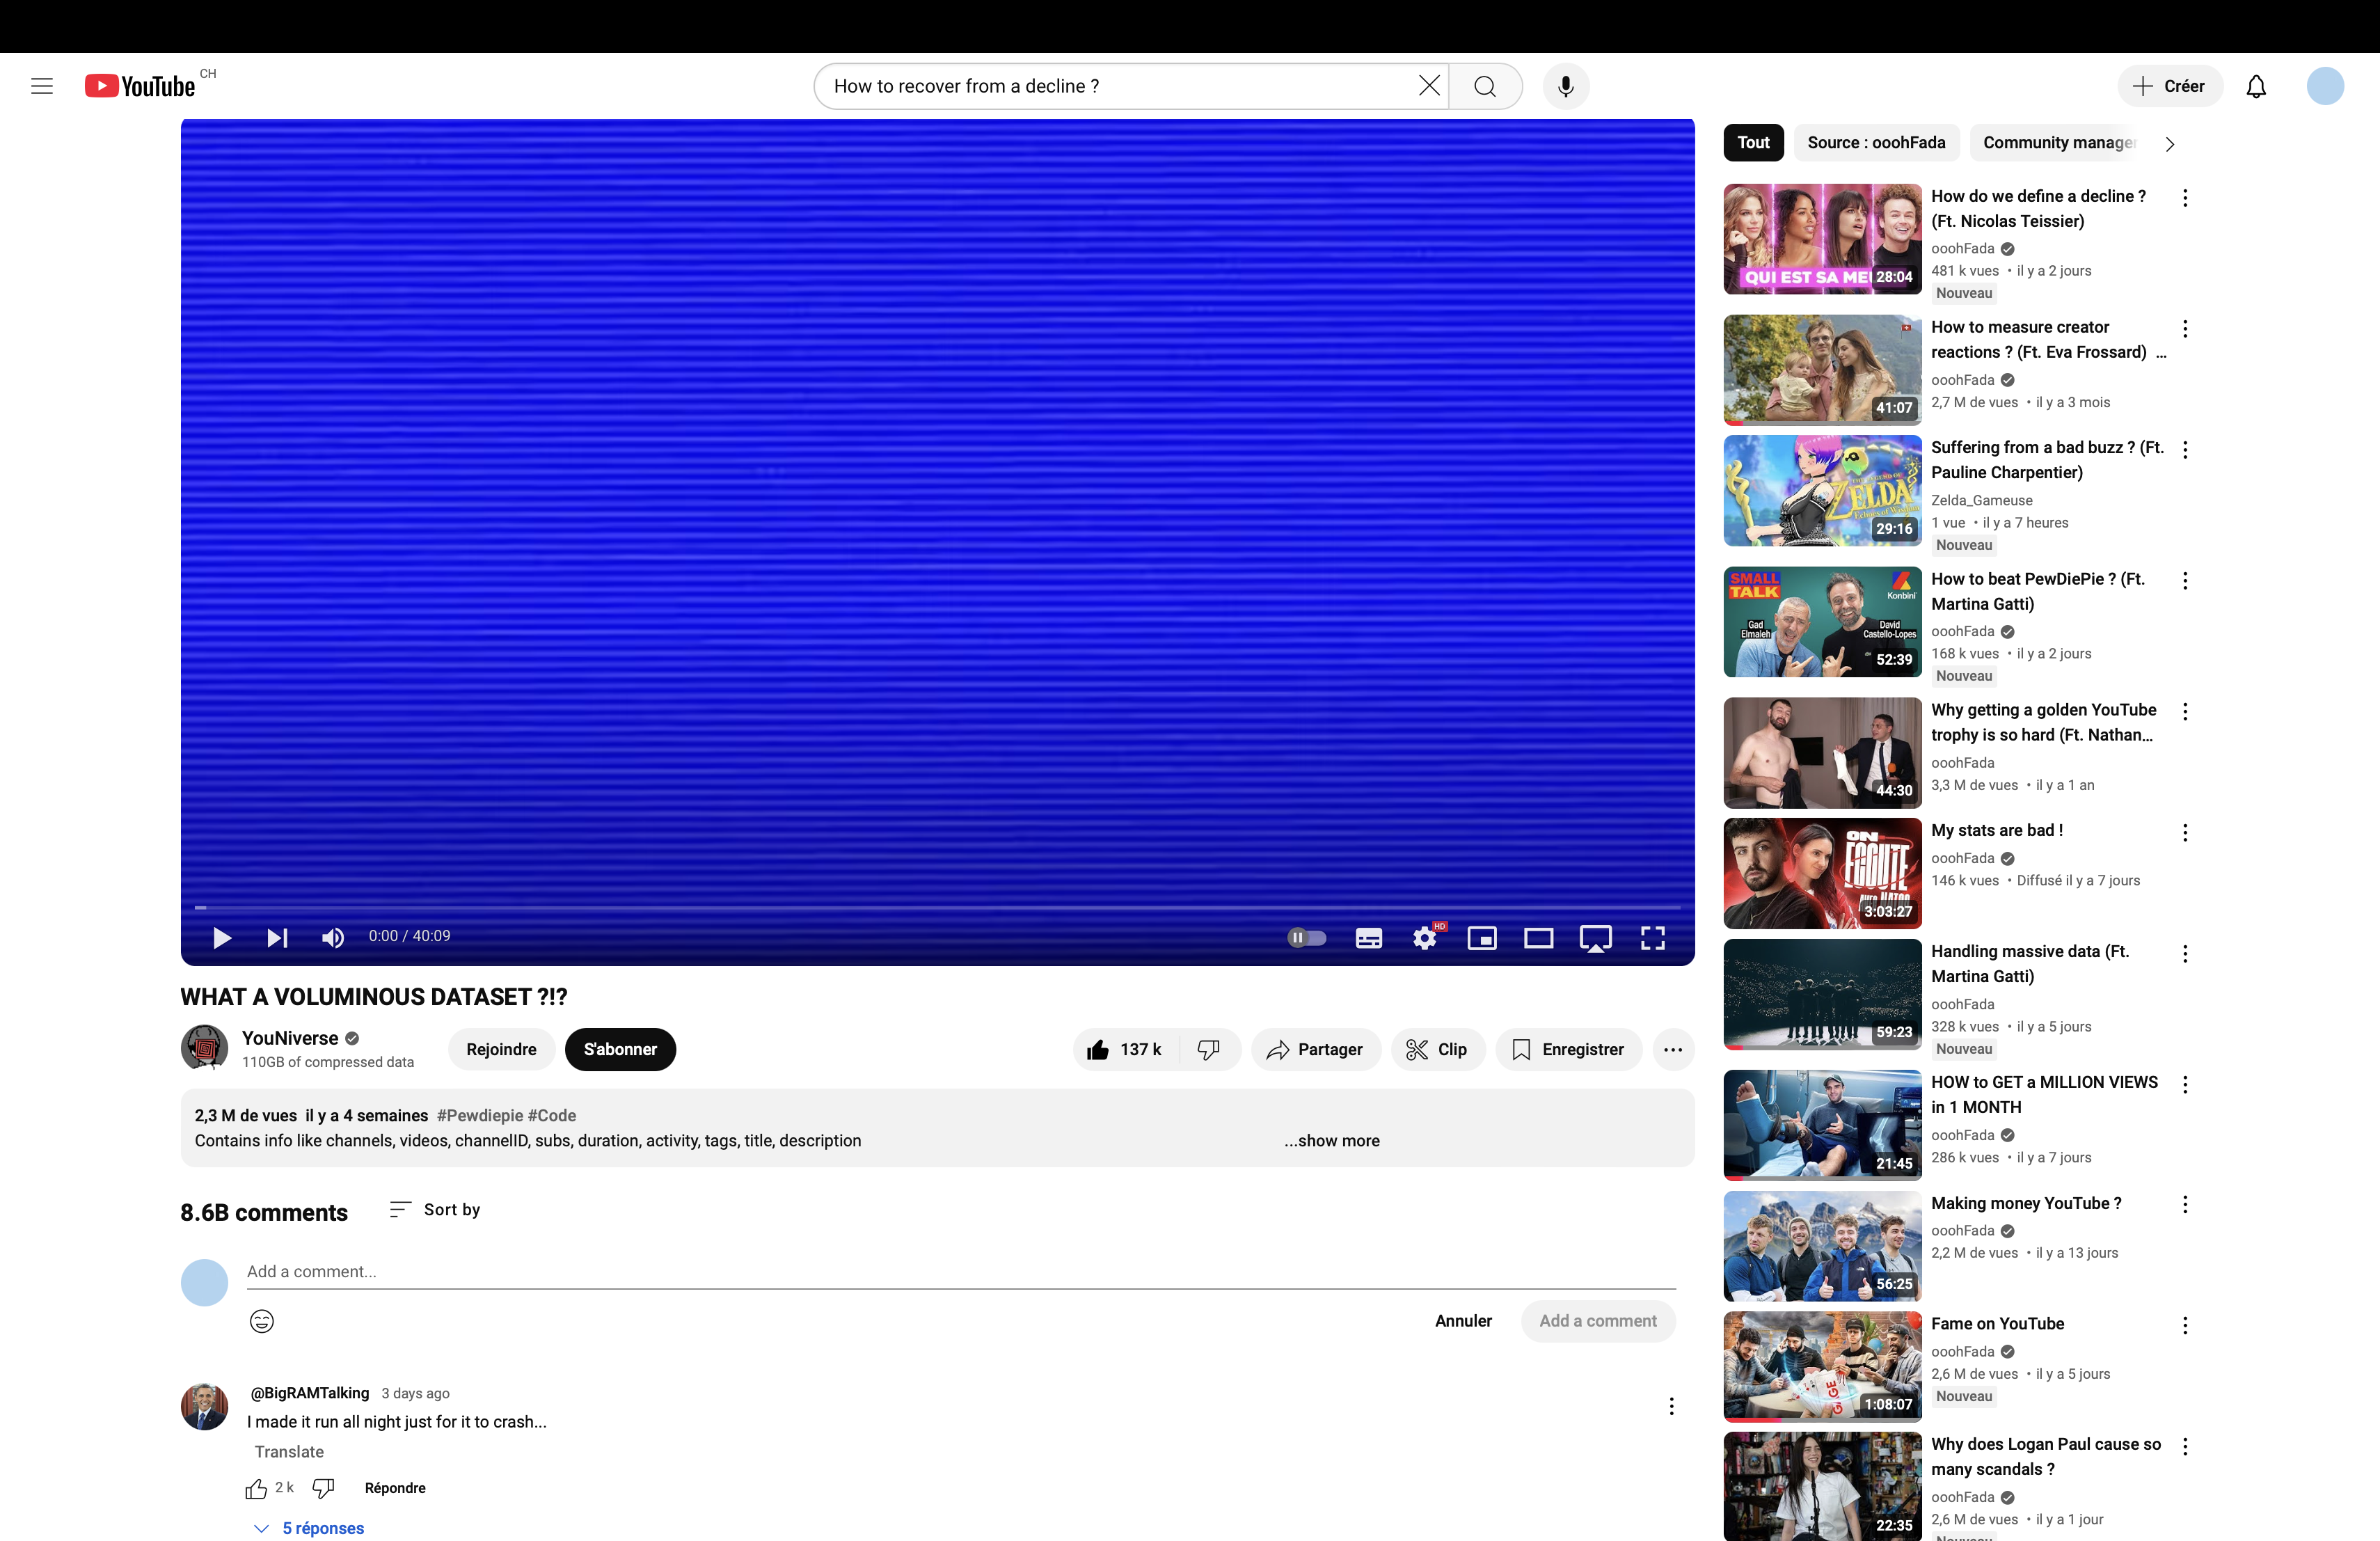 YouTube CH
How to recover from a decline ?
Créer
Tout
Source : ooohFada
Community manager
QUI EST SA ME
28:04
How do we define a decline ?
(Ft. Nicolas Teissier)
ooohFada
481 k vues • il y a 2 jours
Nouveau
41:07
How to measure creator
reactions ? (Ft. Eva Frossard) ...
ooohFada
2,7 M de vues • il y a 3 mois
ZELDA
Echoes of Wisdom
29:16
Suffering from a bad buzz ? (Ft.
Pauline Charpentier)
Zelda_Gameuse
1 vue • il y a 7 heures
Nouveau
SMALL
TALK
Konbini
Gad
Elmaleh
David
Castello-Lopes
52:39
How to beat PewDiePie ? (Ft.
Martina Gatti)
ooohFada
168 k vues • il y a 2 jours
Nouveau
44:30
Why getting a golden YouTube
trophy is so hard (Ft. Nathan...
ooohFada
3,3 M de vues • il y a 1 an
ON
ECOUTE
3:03:27
My stats are bad !
ooohFada
146 k vues • Diffusé il y a 7 jours
59:23
Handling massive data (Ft.
Martina Gatti)
ooohFada
328 k vues • il y a 5 jours
Nouveau
21:45
HOW to GET a MILLION VIEWS
in 1 MONTH
ooohFada
286 k vues • il y a 7 jours
56:25
Making money YouTube ?
ooohFada
2,2 M de vues • il y a 13 jours
1:08:07
Fame on YouTube
ooohFada
2,6 M de vues • il y a 5 jours
Nouveau
22:35
Why does Logan Paul cause so
many scandals ?
ooohFada
2,6 M de vues • il y a 1 jour
Nouveau
0:00 / 40:09
HD
WHAT A VOLUMINOUS DATASET ?!?
YouNiverse
110GB of compressed data
Rejoindre
S'abonner
137 k
Partager
Clip
Enregistrer
2,3 M de vues il y a 4 semaines #Pewdiepie #Code
Contains info like channels, videos, channelID, subs, duration, activity, tags, title, description ...show more
8.6B comments
Sort by
Add a comment...
Annuler
Add a comment
@BigRAMTalking 3 days ago
I made it run all night just for it to crash...
Translate
2 k
Répondre
5 réponses